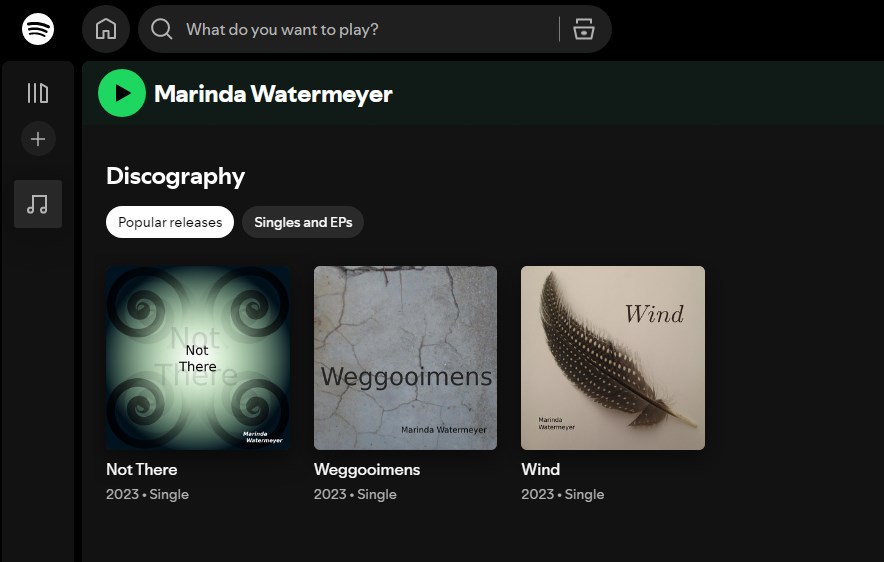 What do you want to play?
Marinda Watermeyer
Discography
Popular releases
Singles and EPs
Not
There
Not
There
Marinda
Watermeyer
Weggooimens
Marinda Watermeyer
Wind
Marinda
Watermeyer
Not There
2023 • Single
Weggooimens
2023 • Single
Wind
2023 • Single